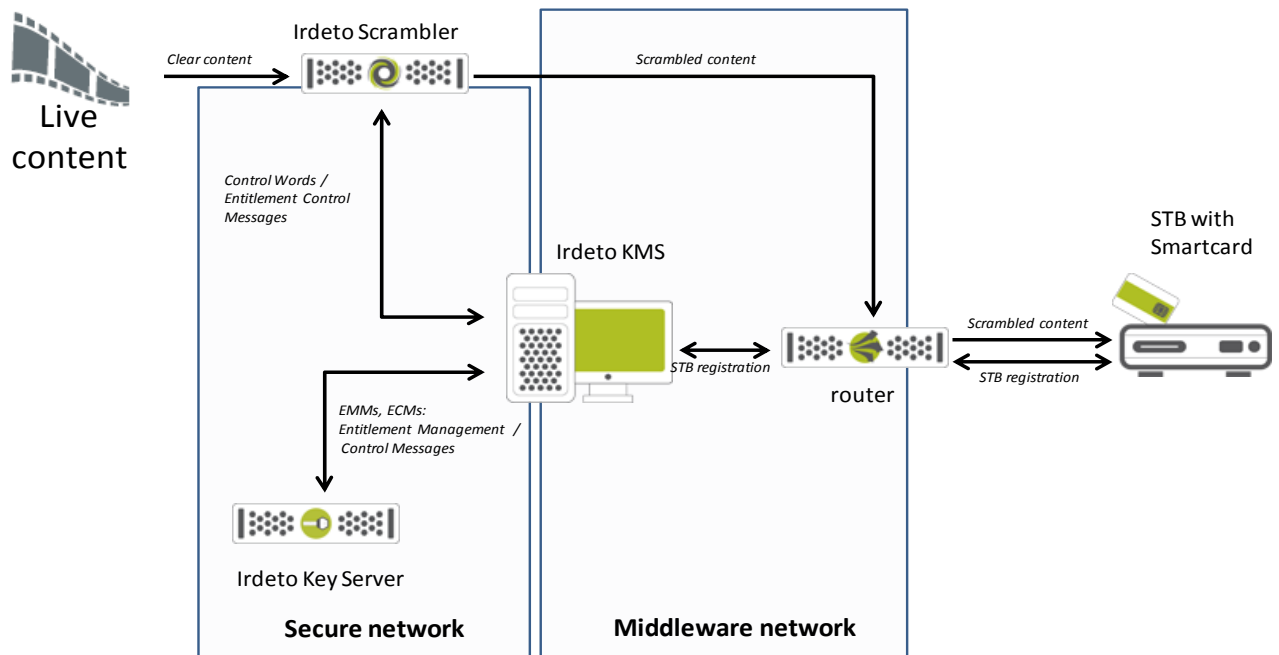 Irdeto Scrambler
Clear content
Scrambled content
Live
content
Control Words /
Entitlement Control
Messages
Irdeto KMS
STB with
Smartcard
Scrambled content
STB registration
STB registration
router
EMMs, ECMs:
Entitlement Management /
Control Messages
Irdeto Key Server
Secure network
Middleware network